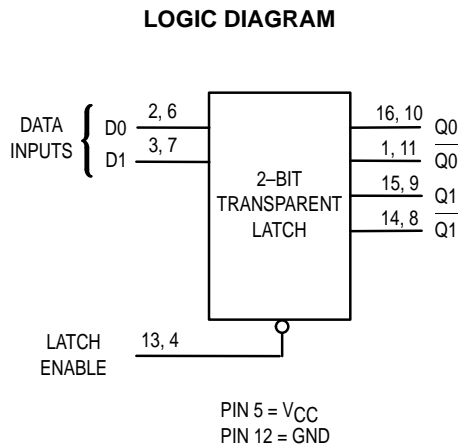 LOGIC DIAGRAM
DATA
INPUTS
D0
2, 6
D1
3, 7
2–BIT
TRANSPARENT
LATCH
16, 10
Q0
1, 11
Q0
15, 9
Q1
14, 8
Q1
LATCH
ENABLE
13, 4
PIN 5 = VCC
PIN 12 = GND